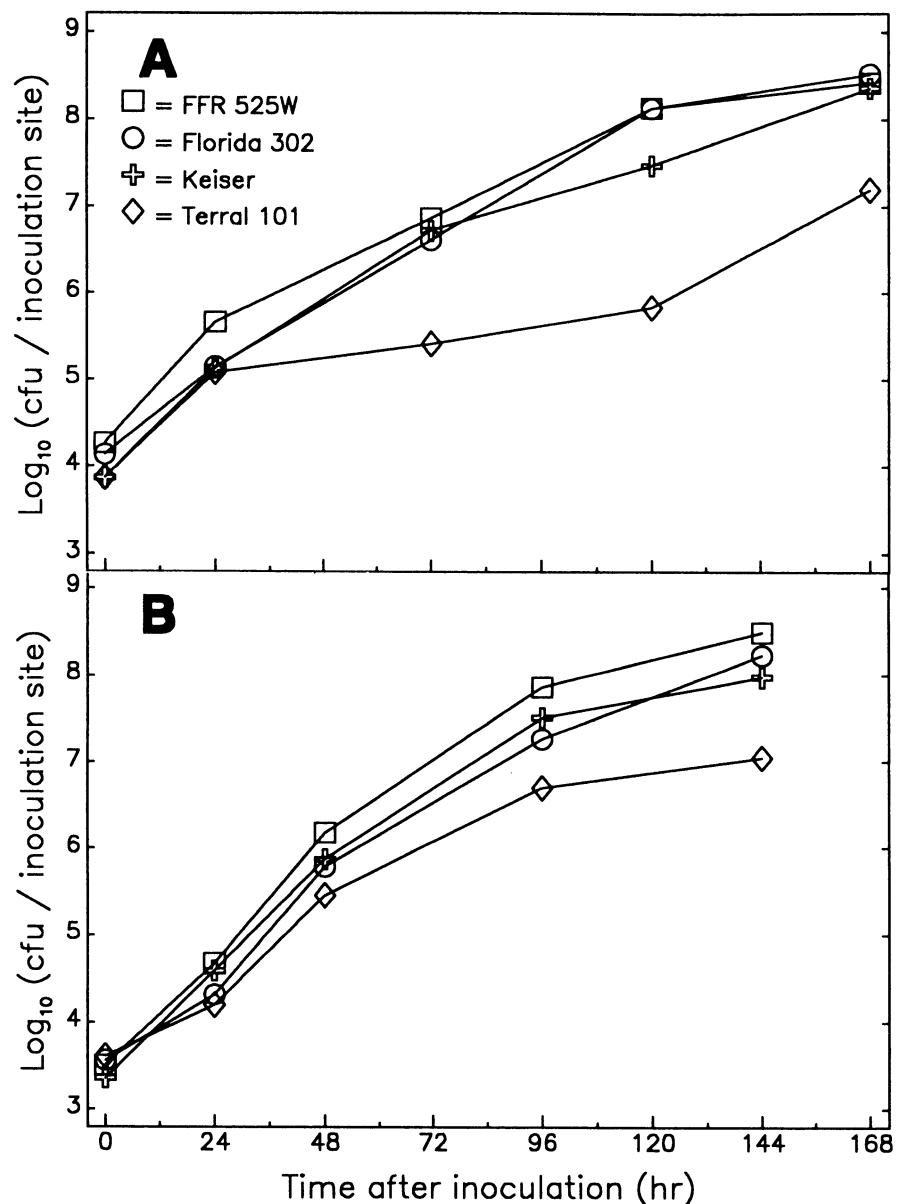 A
□ = FFR 525W
○ = Florida 302
✚ = Keiser
◇ = Terral 101
9
8
7
6
5
4
3
Log₁₀ (cfu / inoculation site)
B
9
8
7
6
5
4
3
Log₁₀ (cfu / inoculation site)
0 24 48 72 96 120 144 168
Time after inoculation (hr)